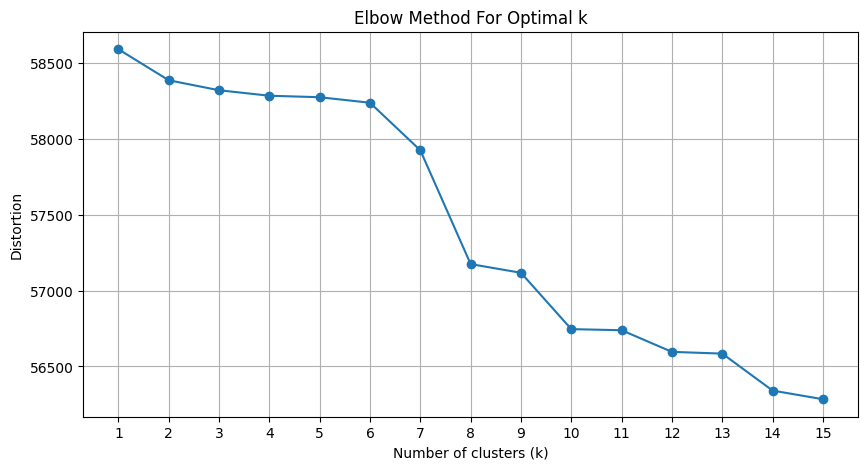 Elbow Method For Optimal k
58500
58000
57500
57000
56500
Distortion
1 2 3 4 5 6 7 8 9 10 11 12 13 14 15
Number of clusters (k)